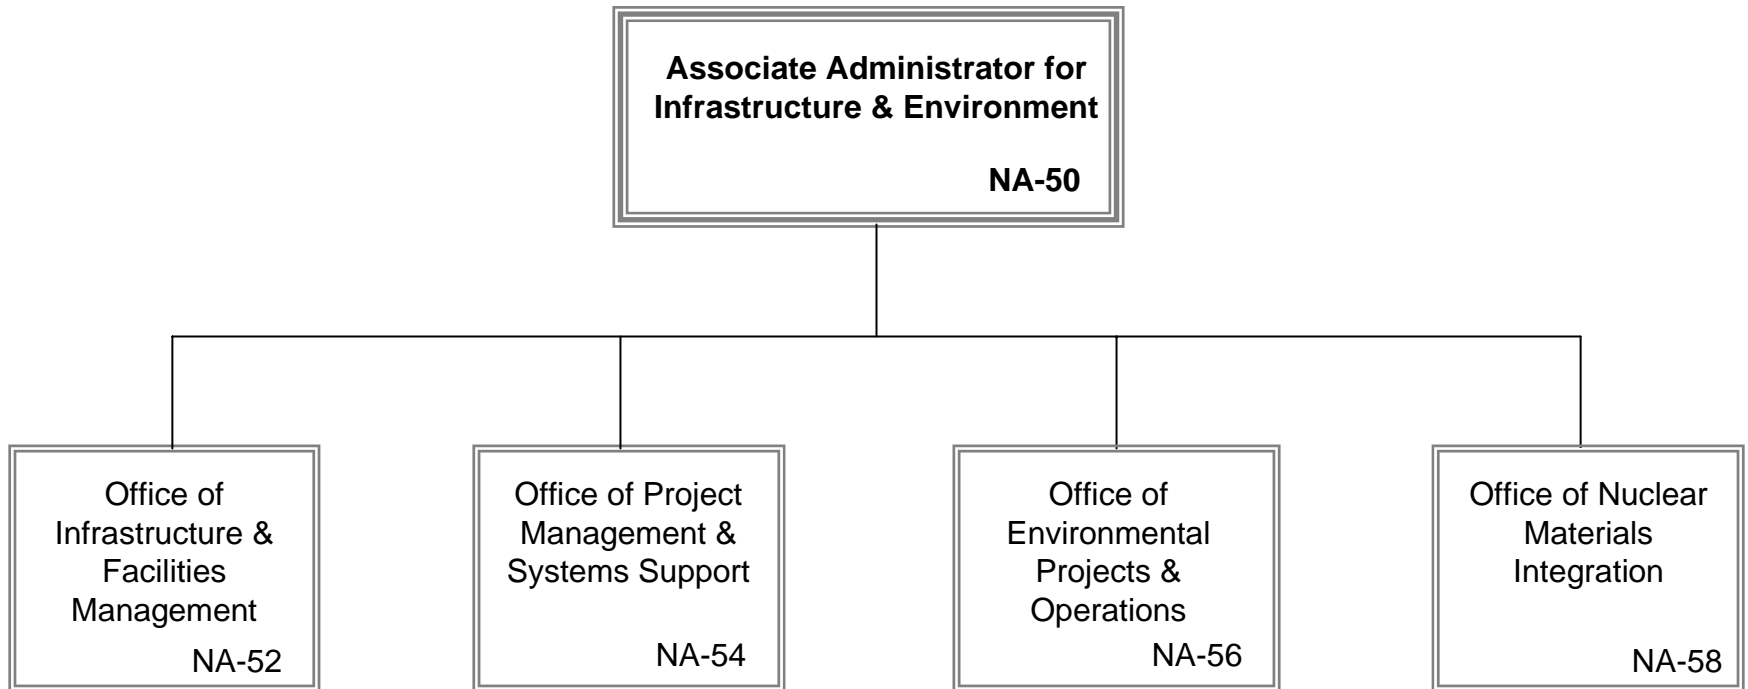 Associate Administrator for
Infrastructure & Environment
NA-50
Office of
Infrastructure &
Facilities
Management
NA-52
Office of Project
Management &
Systems Support
NA-54
Office of
Environmental
Projects &
Operations
NA-56
Office of Nuclear
Materials
Integration
NA-58